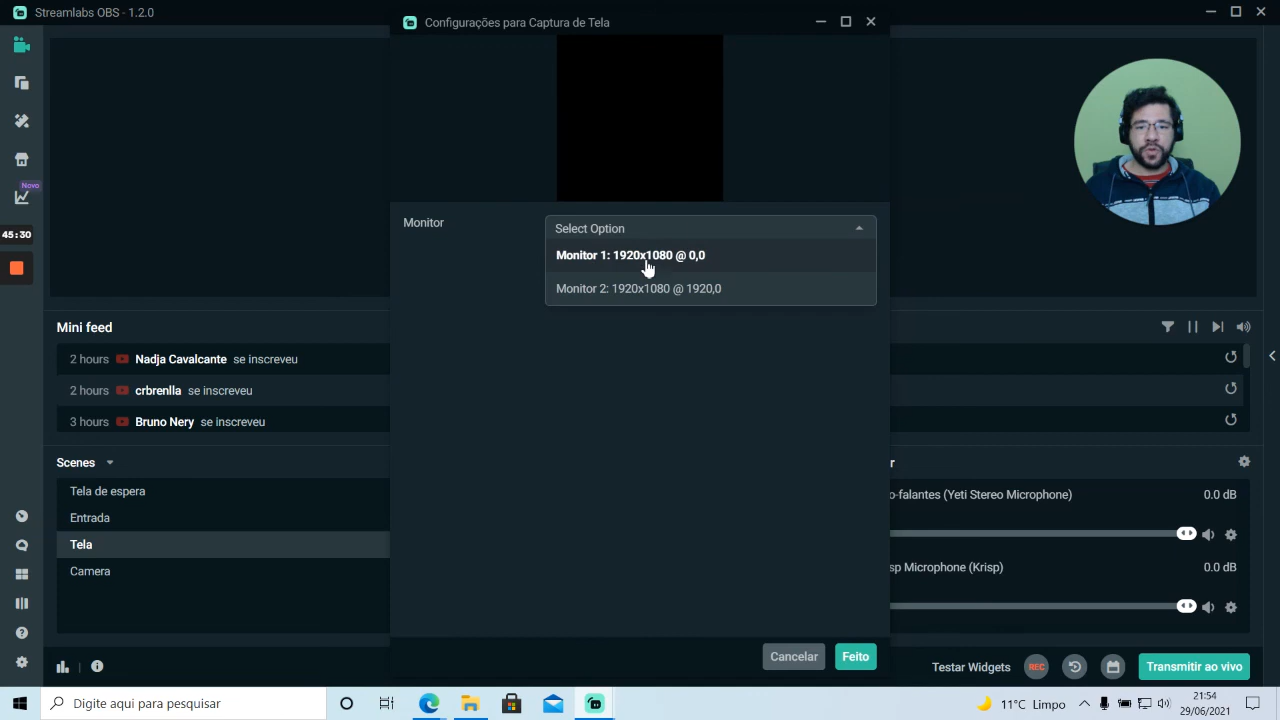 Streamlabs OBS - 1.2.0
Configurações para Captura de Tela
Novo
45:30
Monitor
Select Option
Monitor 1: 1920x1080 @ 0,0
Monitor 2: 1920x1080 @ 1920,0
Mini feed
2 hours Nadja Cavalcante se inscreveu
2 hours crbrenlla se inscreveu
3 hours Bruno Nery se inscreveu
Scenes
r
Tela de espera
Entrada
Tela
Camera
o-falantes (Yeti Stereo Microphone) 0.0 dB
sp Microphone (Krisp) 0.0 dB
Cancelar
Feito
Testar Widgets
REC
Transmitir ao vivo
Digite aqui para pesquisar
11°C Limpo
21:54
29/06/2021